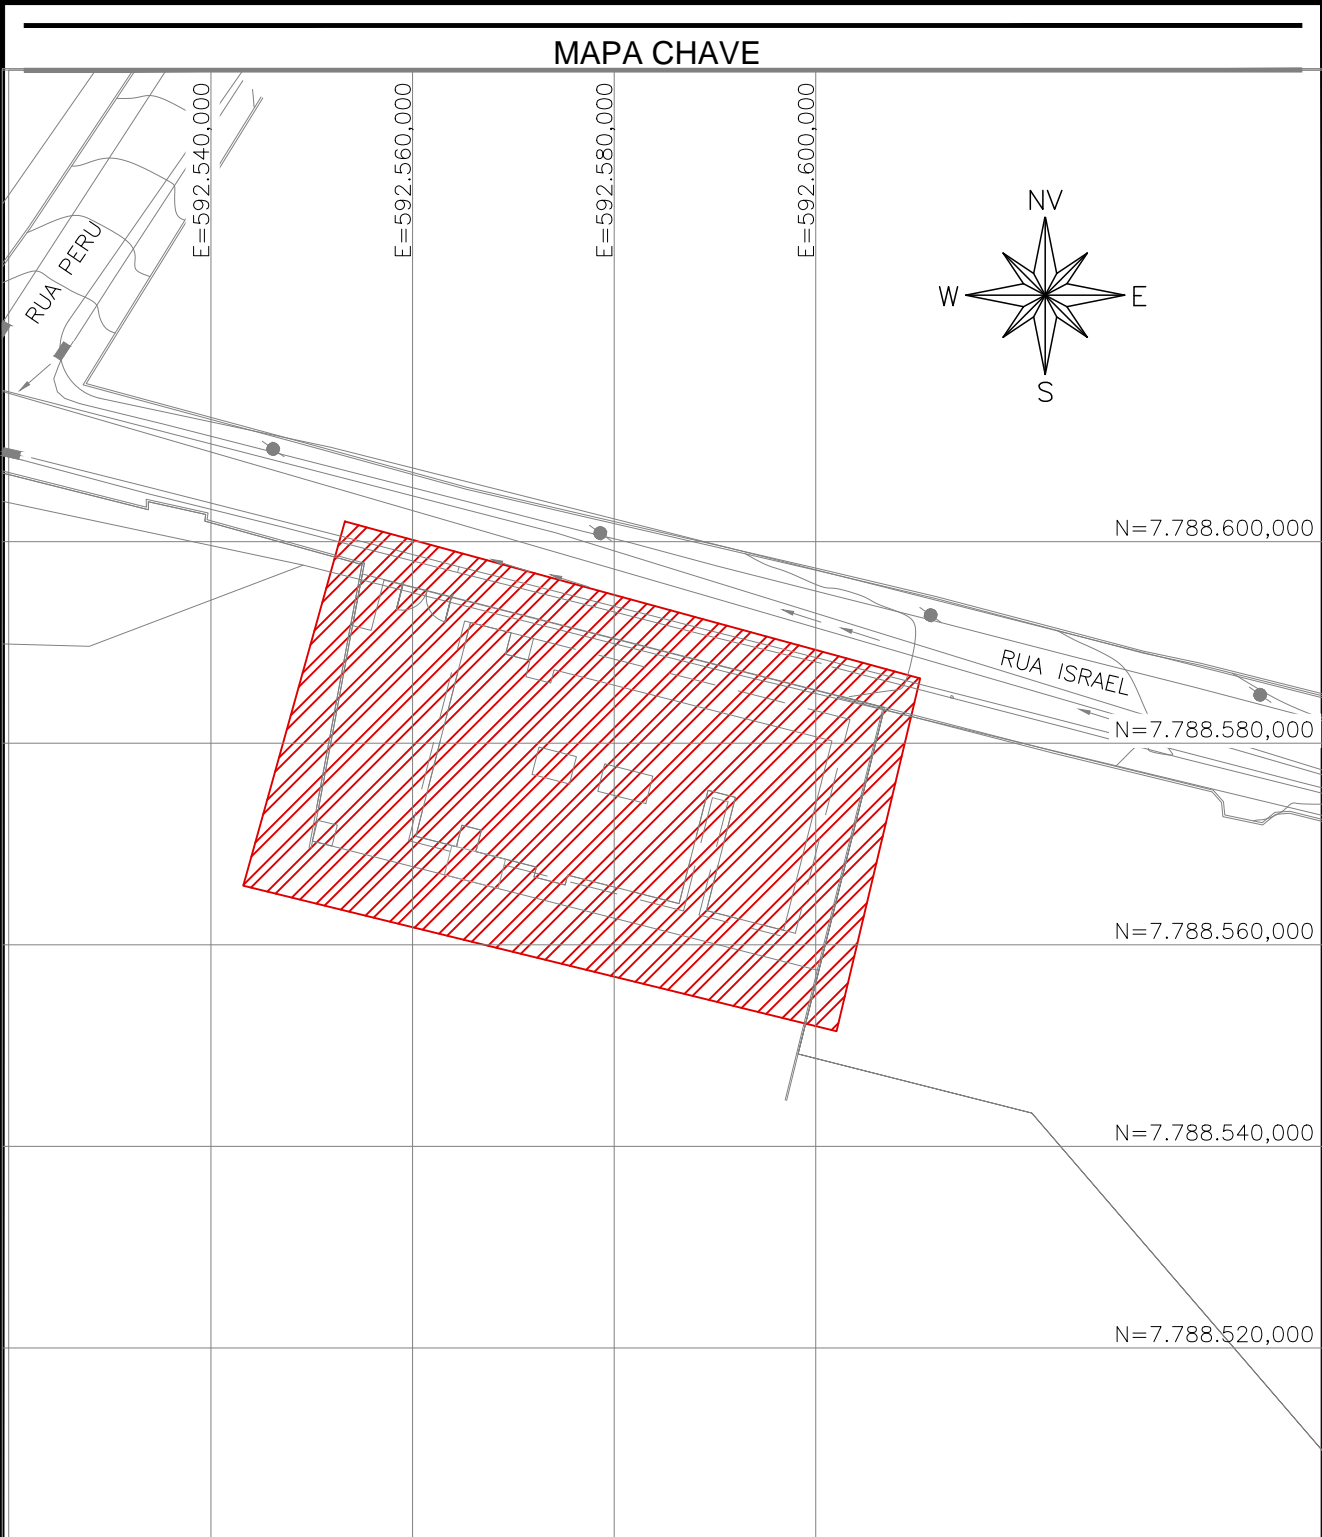 MAPA CHAVE
E=592.540,000
E=592.560,000
E=592.580,000
E=592.600,000
NV
W
E
S
RUA PERU
N=7.788.600,000
RUA ISRAEL
N=7.788.580,000
N=7.788.560,000
N=7.788.540,000
N=7.788.520,000